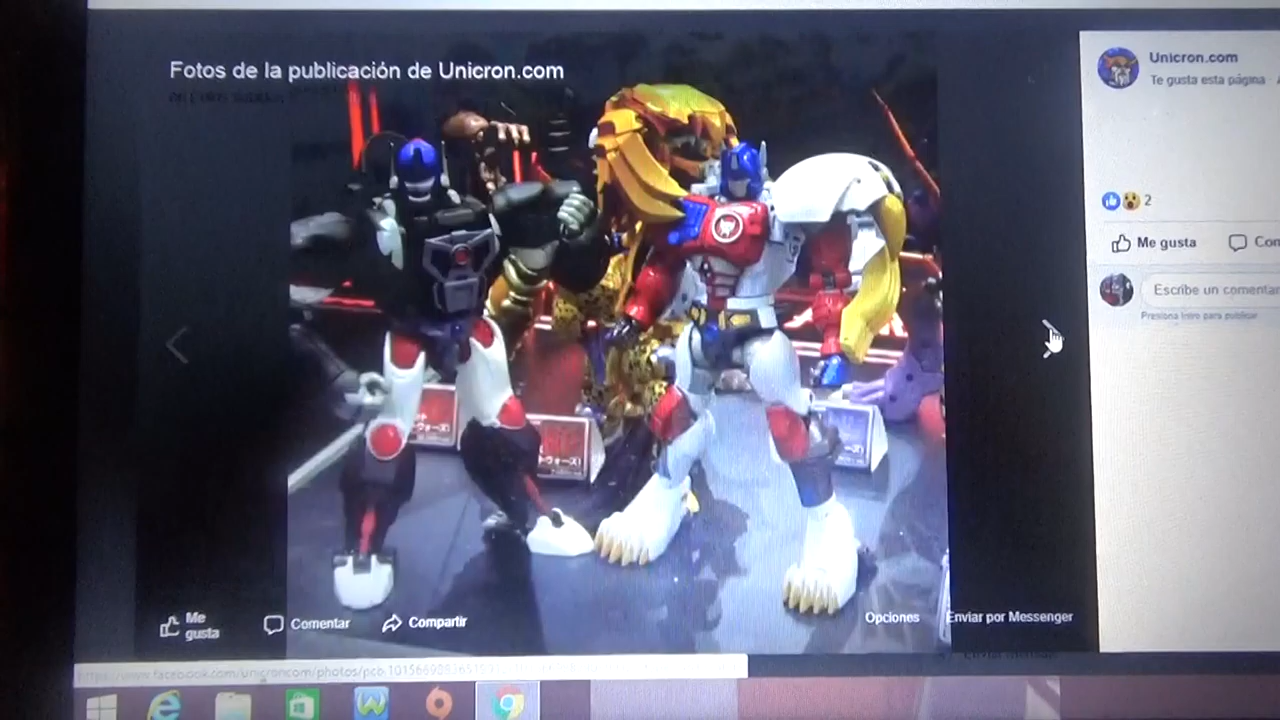 Fotos de la publicación de Unicron.com
Unicron.com
Te gusta esta página
2
Me gusta
Escribe un comentar
Presiona Intro para publicar
Me gusta
Comentar
Compartir
Opciones
Enviar por Messenger